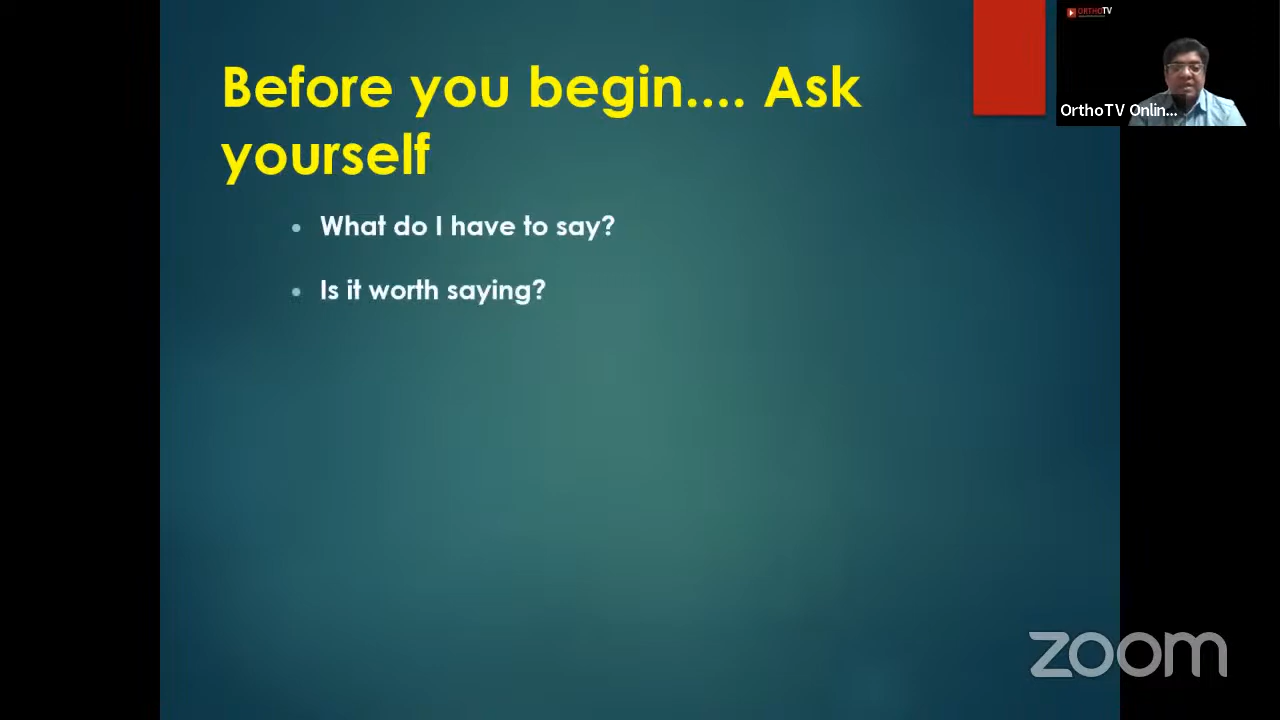 Before you begin.... Ask
yourself
• What do I have to say?
• Is it worth saying?
ORTHOTV
OrthoTV Onlin...
zoom